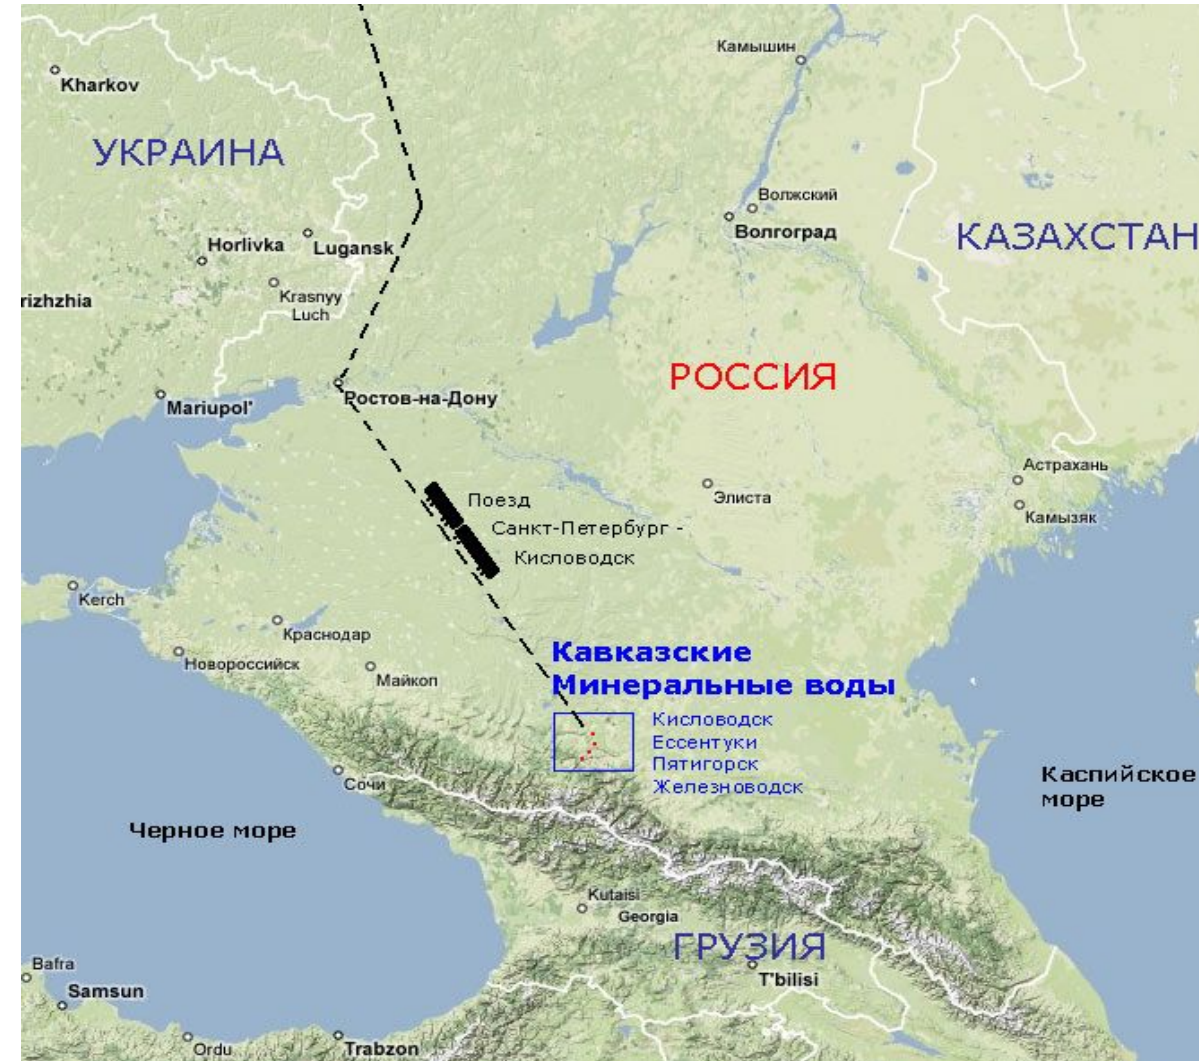 Камышин
Kharkov
УКРАИНА
Волжский
Волгоград
КАЗАХСТАН
Horlivka
Lugansk
rizhzhia
Krasnyy
Luch
РОССИЯ
Mariupol'
Ростов-на-Дону
Астрахань
Поезд
Элиста
Санкт-Петербург -
Камызяк
Кисловодск
Kerch
Краснодар
Новороссийск
Майкоп
Кавказские
Минеральные воды
Кисловодск
Ессентуки
Пятигорск
Железноводск
Сочи
Каспийское
море
Черное море
Kutaisi
Georgia
ГРУЗИЯ
T'bilisi
Bafra
Samsun
Ordu
Trabzon